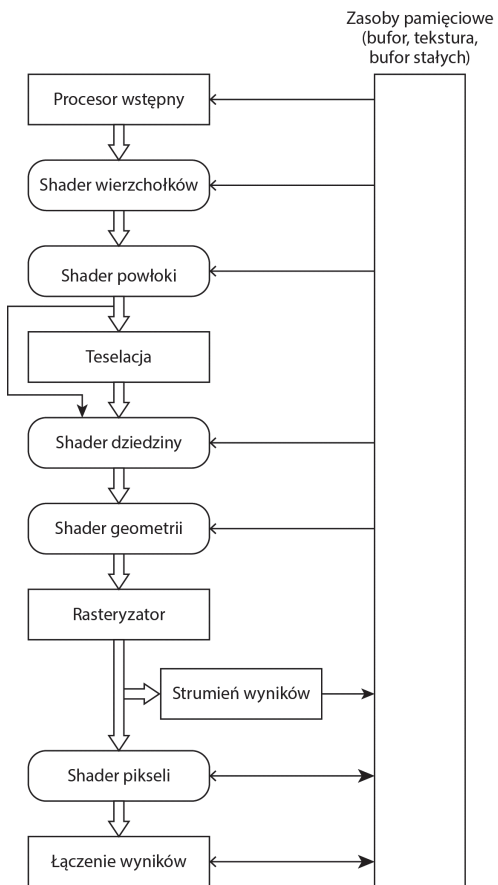 Zasoby pamięciowe
(bufor, tekstura,
bufor stałych)
Procesor wstępny
Shader wierzchołków
Shader powłoki
Teselacja
Shader dziedziny
Shader geometrii
Rasteryzator
Strumień wyników
Shader pikseli
Łączenie wyników